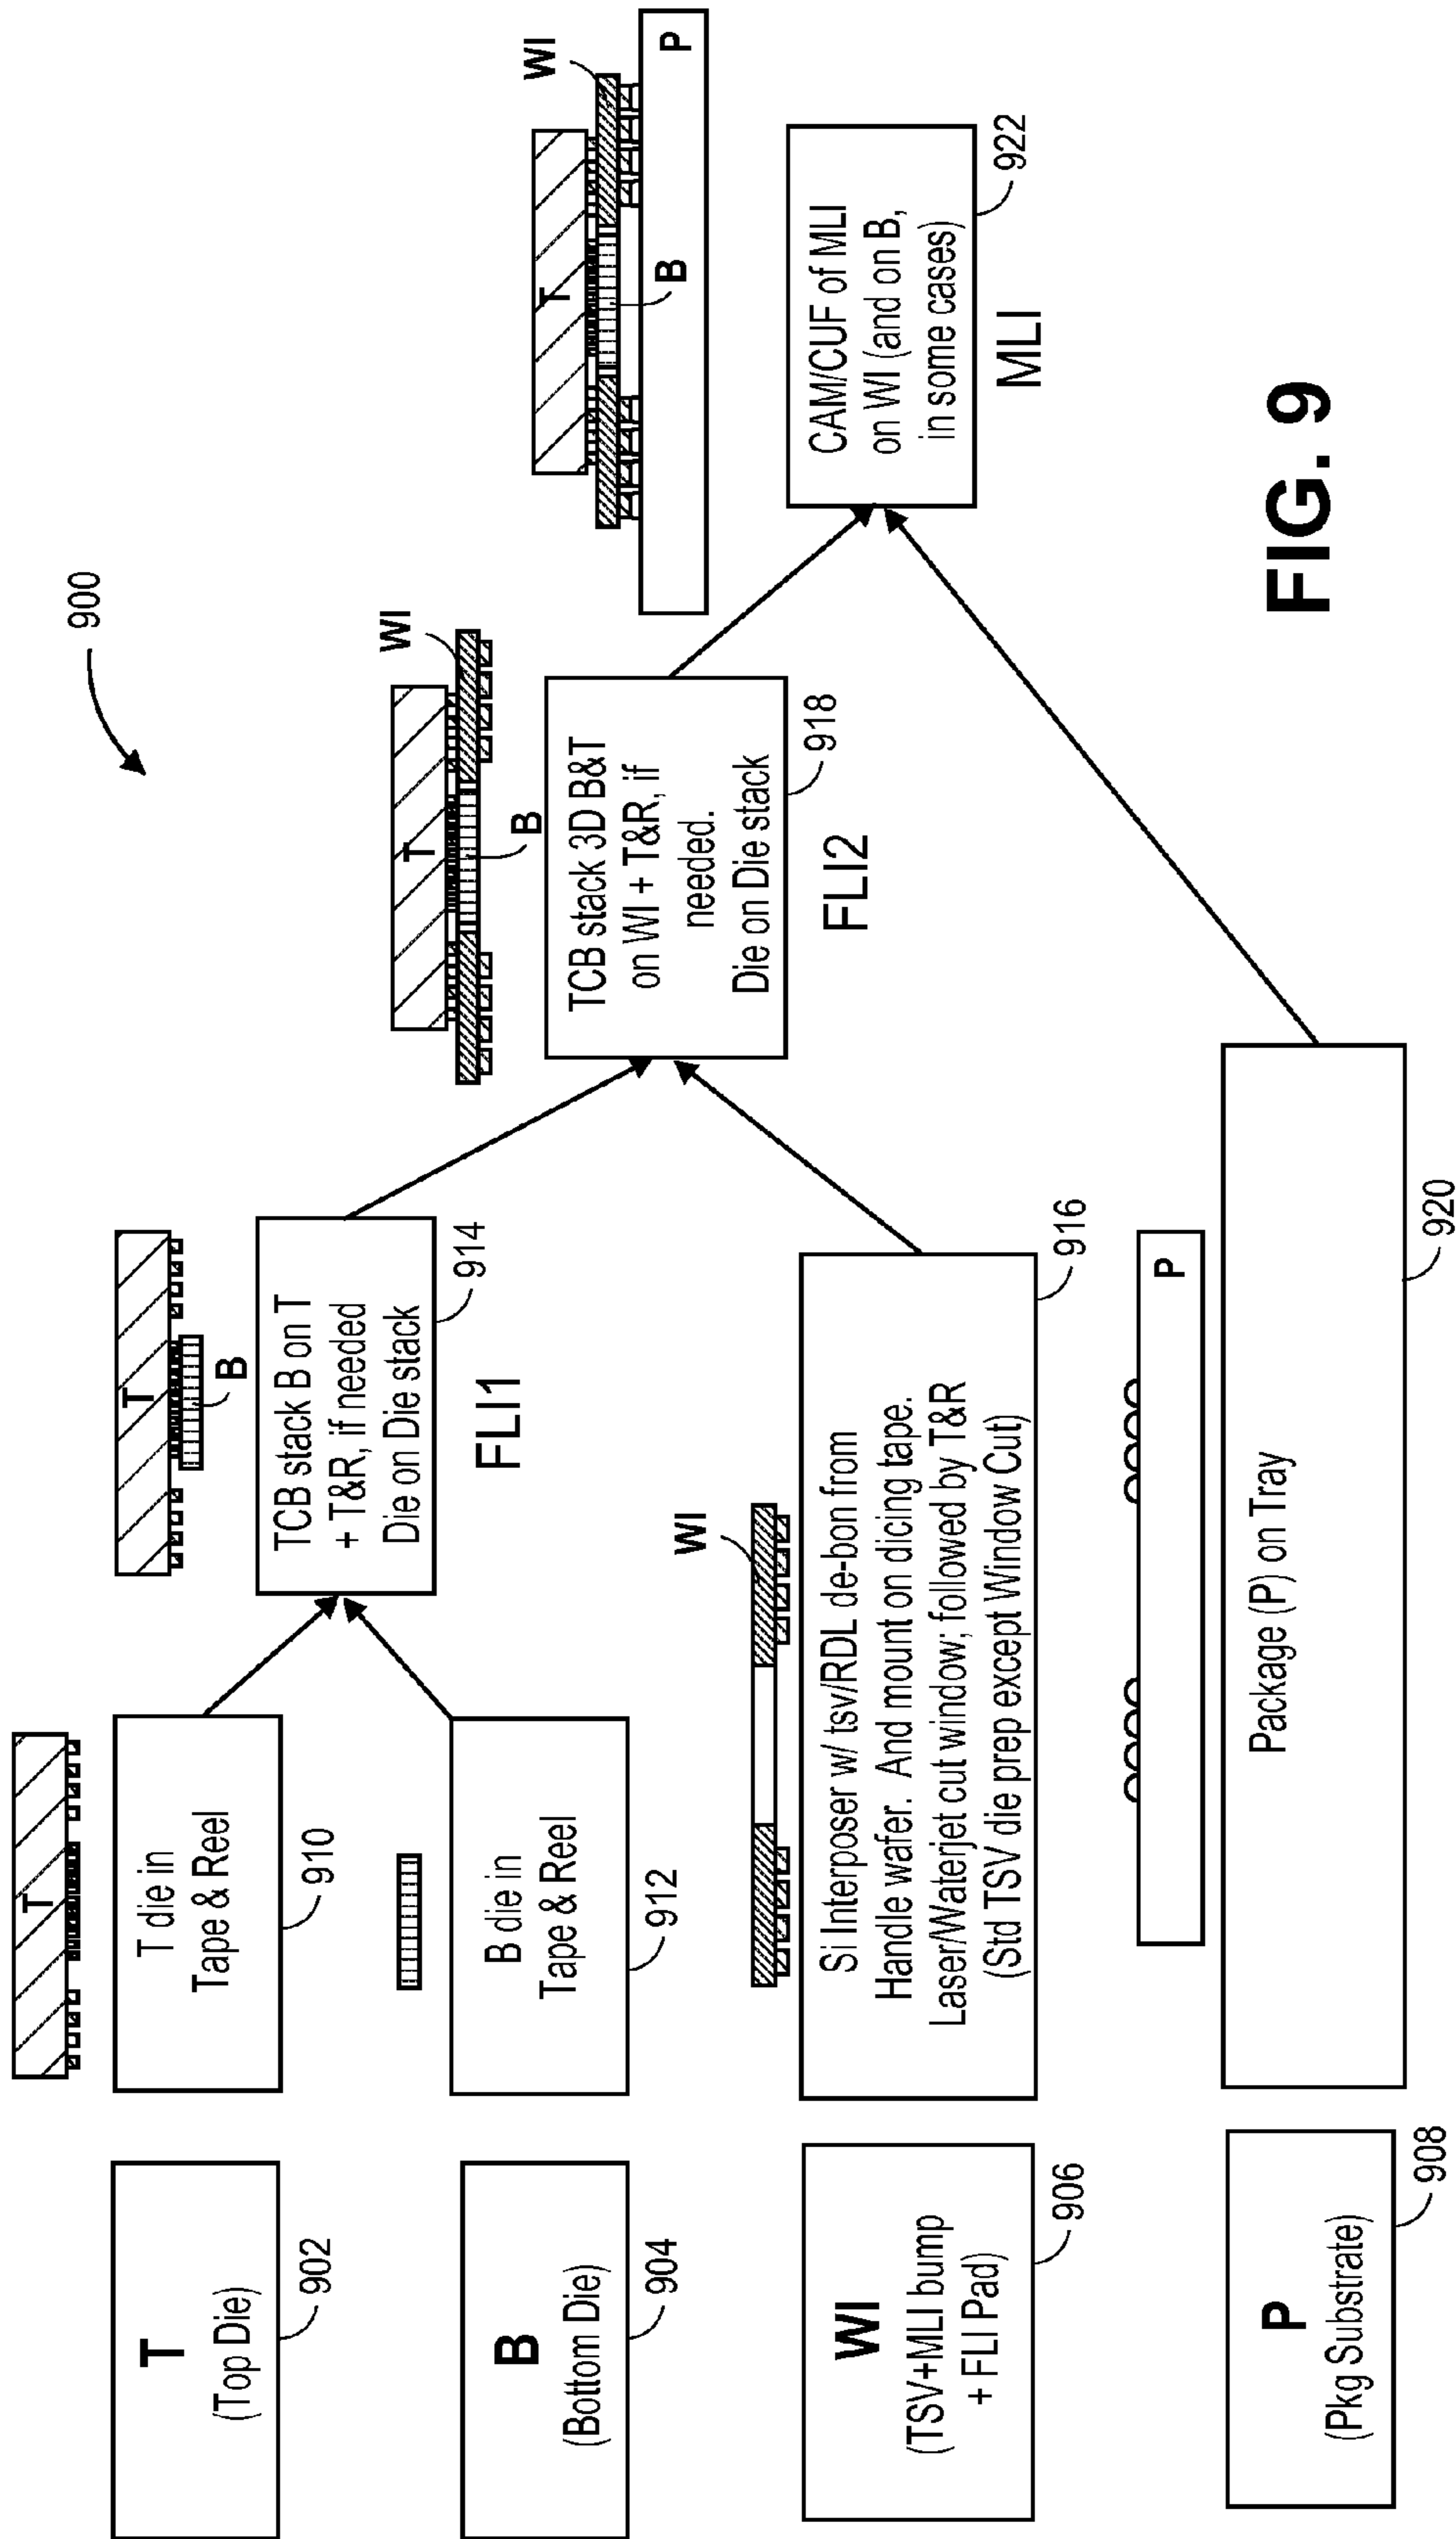 900
T
(Top Die)
902
T
T die in
Tape & Reel
910
B
(Bottom Die)
904
B die in
Tape & Reel
912
T
B
TCB stack B on T
+ T&R, if needed
Die on Die stack
914
FLI1
WI
(TSV+MLI bump
+ FLI Pad)
906
WI
Si Interposer w/ tsv/RDL de-bon from
Handle wafer. And mount on dicing tape.
Laser/Waterjet cut window; followed by T&R
(Std TSV die prep except Window Cut)
916
T
WI
B
TCB stack 3D B&T
on WI + T&R, if
needed.
Die on Die stack
918
FLI2
P
(Pkg Substrate)
908
P
Package (P) on Tray
920
T
WI
B
P
CAM/CUF of MLI
on WI (and on B,
in some cases)
922
MLI
FIG. 9